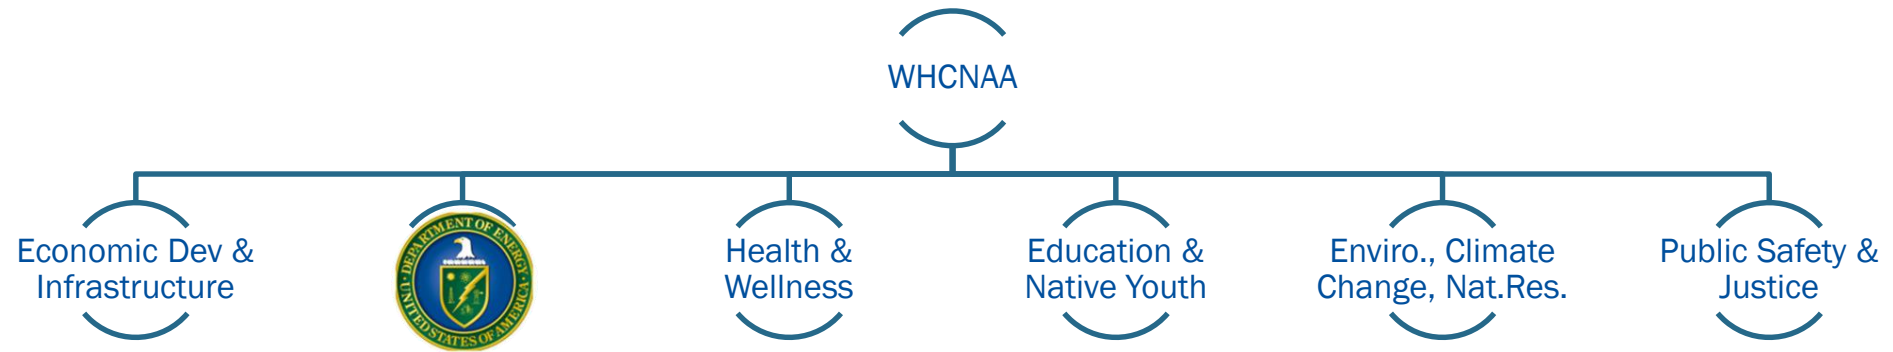 WHCNAA
Economic Dev &
Infrastructure
DEPARTMENT OF ENERGY
UNITED STATES OF AMERICA
Health &
Wellness
Education &
Native Youth
Enviro., Climate
Change, Nat.Res.
Public Safety &
Justice